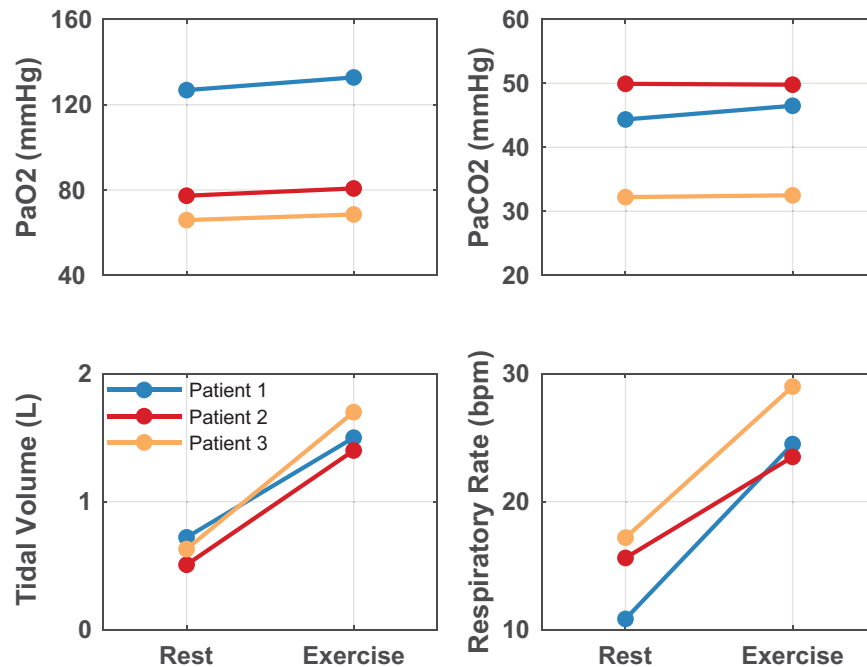 PaO2 (mmHg)
160
120
80
40
PaCO2 (mmHg)
60
50
40
30
20
Tidal Volume (L)
2
1
0
Patient 1
Patient 2
Patient 3
Rest
Exercise
Respiratory Rate (bpm)
30
20
10
Rest
Exercise